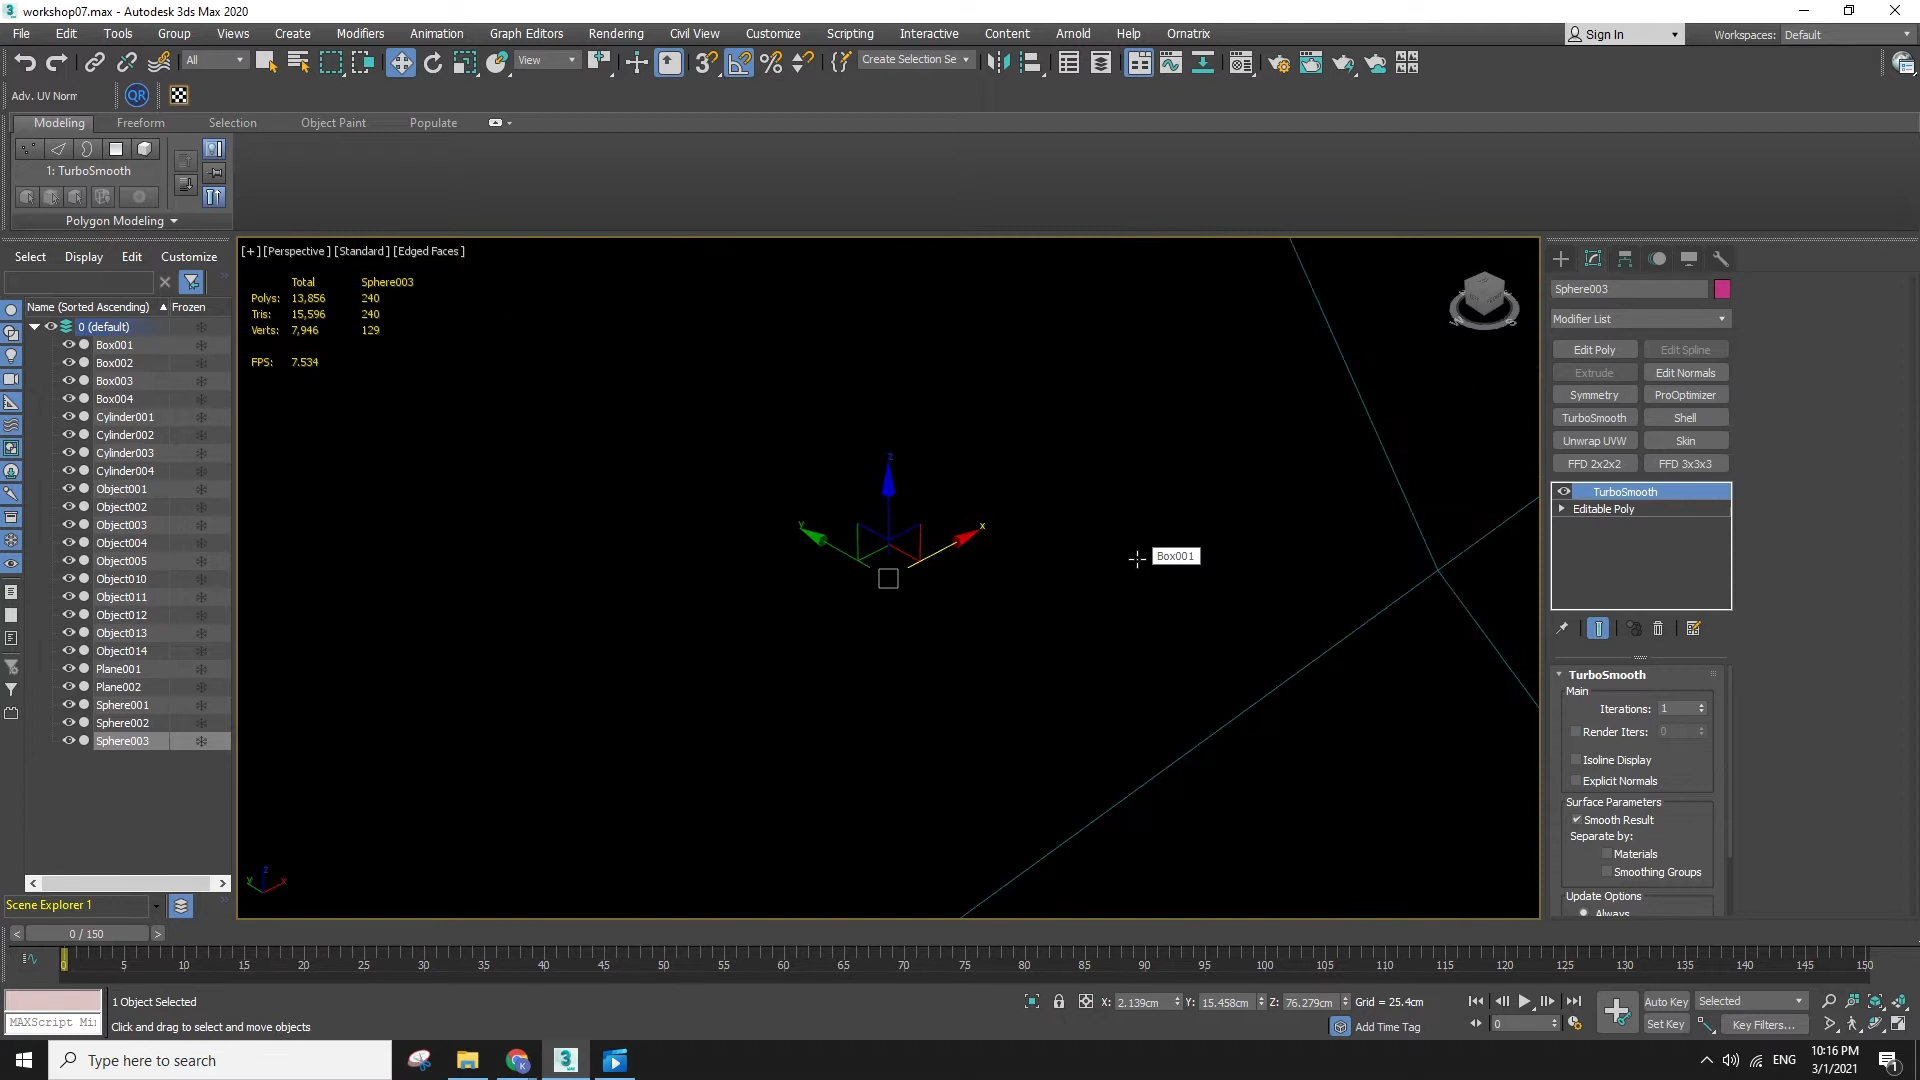 workshop07.max - Autodesk 3ds Max 2020
File Edit Tools Group Views Create Modifiers Animation Graph Editors Rendering Civil View Customize Scripting Interactive Content Arnold Help Ornatrix
Sign In
Workspaces: Default
All
View
Create Selection Se
Adv. UV Norm
QR
Modeling Freeform Selection Object Paint Populate
1: TurboSmooth
Polygon Modeling
Select Display Edit Customize
Name (Sorted Ascending) Frozen
0 (default)
Box001
Box002
Box003
Box004
Cylinder001
Cylinder002
Cylinder003
Cylinder004
Object001
Object002
Object003
Object004
Object005
Object010
Object011
Object012
Object013
Object014
Plane001
Plane002
Sphere001
Sphere002
Sphere003
Scene Explorer 1
[+] [Perspective ] [Standard ] [Edged Faces ]
Total Sphere003
Polys: 13,856 240
Tris: 15,596 240
Verts: 7,946 129
FPS: 7.534
z
y
x
Box001
z
y
x
Sphere003
Modifier List
Edit Poly Edit Spline
Extrude Edit Normals
Symmetry ProOptimizer
TurboSmooth Shell
Unwrap UVW Skin
FFD 2x2x2 FFD 3x3x3
TurboSmooth
Editable Poly
TurboSmooth
Main
Iterations: 1
Render Iters: 0
Isoline Display
Explicit Normals
Surface Parameters
Smooth Result
Separate by:
Materials
Smoothing Groups
Update Options
Always
< 0 / 150 >
0 5 10 15 20 25 30 35 40 45 50 55 60 65 70 75 80 85 90 95 100 105 110 115 120 125 130 135 140 145 150
1 Object Selected
X: 2.139cm Y: 15.458cm Z: 76.279cm Grid = 25.4cm
Auto Key Selected
MAXScript Mi
Click and drag to select and move objects
Add Time Tag
0
Set Key Key Filters...
Type here to search
ENG
10:16 PM
3/1/2021
1